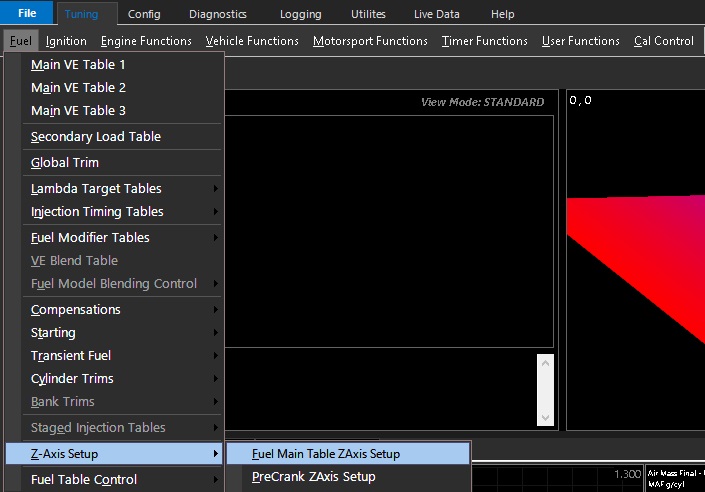 File Tuning Config Diagnostics Logging Utilites Live Data Help
Fuel Ignition Engine Functions Vehicle Functions Motorsport Functions Timer Functions User Functions Cal Control
Main VE Table 1
Main VE Table 2
Main VE Table 3
Secondary Load Table
Global Trim
Lambda Target Tables
Injection Timing Tables
Fuel Modifier Tables
VE Blend Table
Fuel Model Blending Control
Compensations
Starting
Transient Fuel
Cylinder Trims
Bank Trims
Staged Injection Tables
Z-Axis Setup
Fuel Table Control
Fuel Main Table ZAxis Setup
PreCrank ZAxis Setup
View Mode: STANDARD
0 , 0
1.300
Air Mass Final -
MAF g/cyl